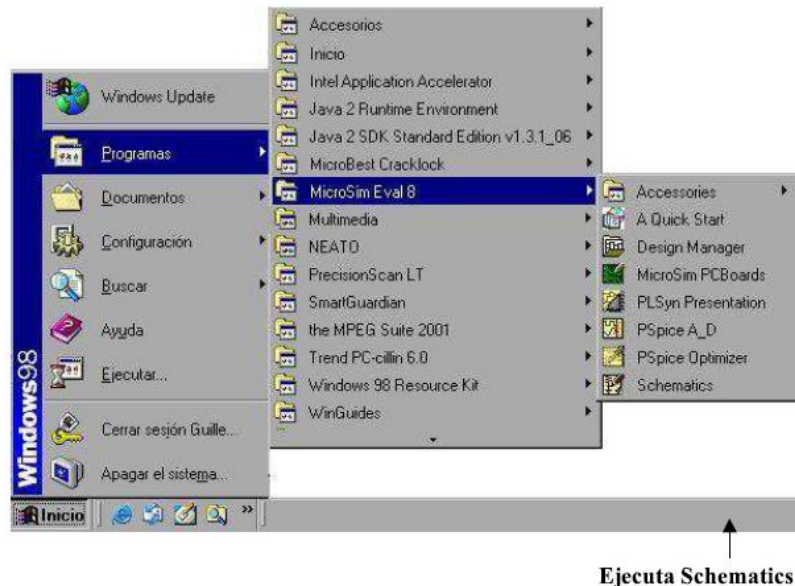 Windows Update
Programas
Documentos
Configuración
Buscar
Ayuda
Ejecutar...
Cerrar sesión Guille...
Apagar el sistema...
Windows98
Inicio
»
Accesorios
Inicio
Intel Application Accelerator
Java 2 Runtime Environment
Java 2 SDK Standard Edition v1.3.1_06
MicroBest Cracklock
MicroSim Eval 8
Multimedia
NEATO
PrecisionScan LT
SmartGuardian
the MPEG Suite 2001
Trend PC-cillin 6.0
Windows 98 Resource Kit
WinGuides
Accessories
A Quick Start
Design Manager
MicroSim PCBoards
PLSyn Presentation
PSpice A_D
PSpice Optimizer
Schematics
Ejecuta Schematics